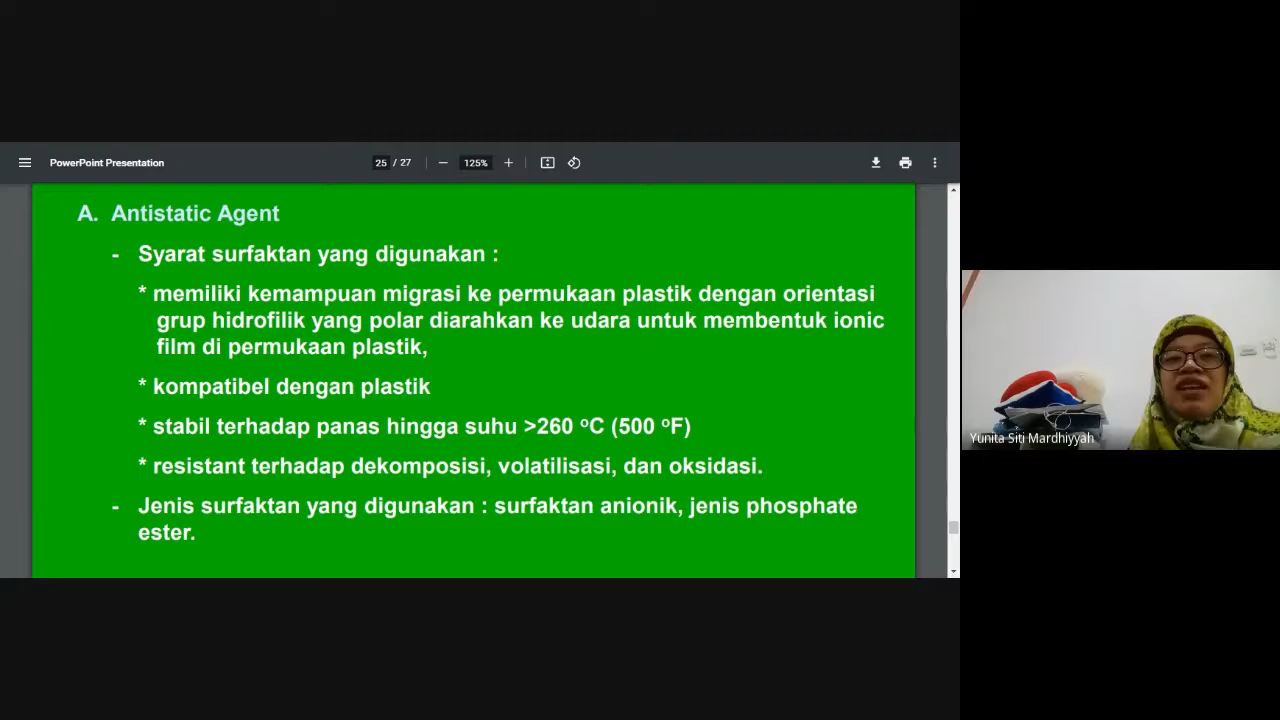 PowerPoint Presentation
25 / 27
125%
A. Antistatic Agent
- Syarat surfaktan yang digunakan :
* memiliki kemampuan migrasi ke permukaan plastik dengan orientasi
grup hidrofilik yang polar diarahkan ke udara untuk membentuk ionic
film di permukaan plastik,
* kompatibel dengan plastik
* stabil terhadap panas hingga suhu >260 ºC (500 ºF)
* resistant terhadap dekomposisi, volatilisasi, dan oksidasi.
- Jenis surfaktan yang digunakan : surfaktan anionik, jenis phosphate
ester.
Yunita Siti Mardhiyyah